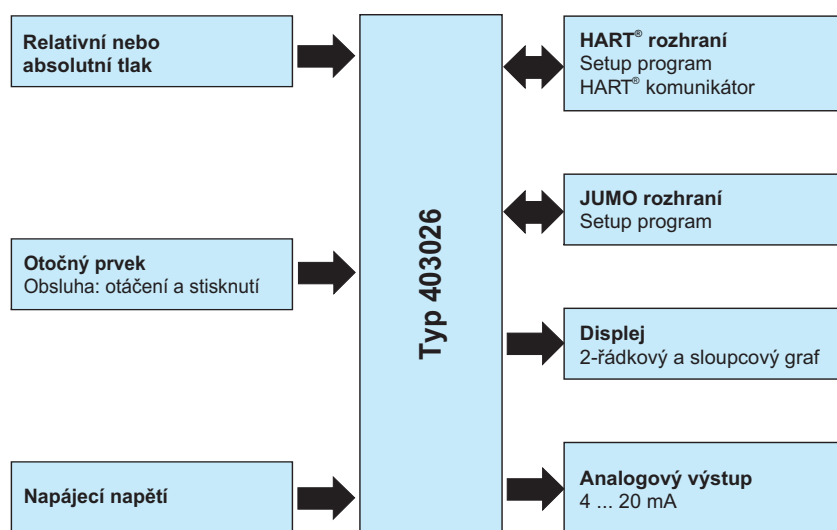 Relativní nebo
absolutní tlak
Otočný prvek
Obsluha: otáčení a stisknutí
Napájecí napětí
Typ 403026
HART® rozhraní
Setup program
HART® komunikátor
JUMO rozhraní
Setup program
Displej
2-řádkový a sloupcový graf
Analogový výstup
4 ... 20 mA